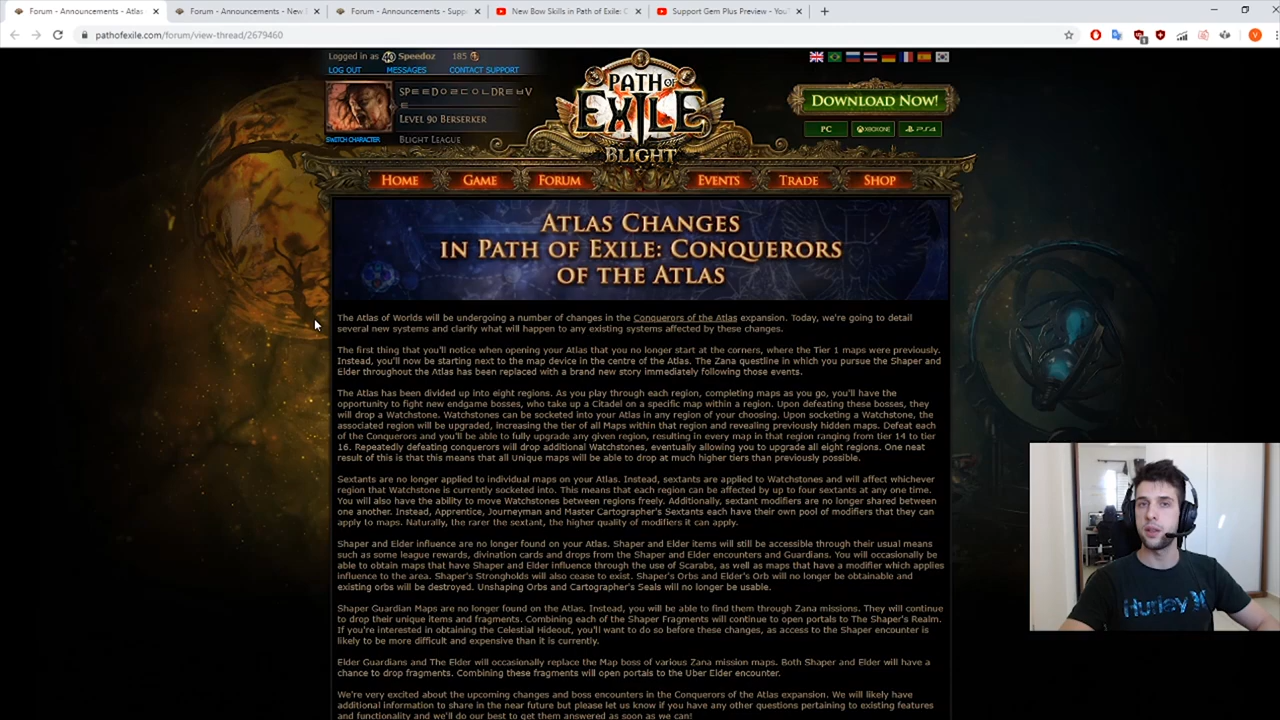 Forum - Announcements - Atlas
Forum - Announcements - New
Forum - Announcements - Supp
New Bow Skills in Path of Exile: C
Support Gem Plus Preview - You
pathofexile.com/forum/view-thread/2679460
Logged in as Speedoz 185
LOG OUT MESSAGES CONTACT SUPPORT
LEVEL 90 BERSERKER
SWITCH CHARACTER
BLIGHT LEAGUE
PATH OF
EXILE
BLIGHT
DOWNLOAD NOW!
PC XBOX ONE PS4
HOME GAME FORUM EVENTS TRADE SHOP
ATLAS CHANGES
IN PATH OF EXILE: CONQUERORS
OF THE ATLAS
The Atlas of Worlds will be undergoing a number of changes in the Conquerors of the Atlas expansion. Today, we're going to detail
several new systems and clarify what will happen to any existing systems affected by these changes.
The first thing that you'll notice when opening your Atlas that you no longer start at the corners, where the Tier 1 maps were previously.
Instead, you'll now be starting next to the map device in the centre of the Atlas. The Zana questline in which you pursue the Shaper and
Elder throughout the Atlas has been replaced with a brand new story immediately following those events.
The Atlas has been divided up into eight regions. As you play through each region, completing maps as you go, you'll have the
opportunity to fight new endgame bosses, who take up a Citadel on a specific map within a region. Upon defeating these bosses, they
will drop a Watchstone. Watchstones can be socketed into your Atlas in any region of your choosing. Upon socketing a Watchstone, the
associated region will be upgraded, increasing the tier of all Maps within that region and revealing previously hidden maps. Defeat each
of the Conquerors and you'll be able to fully upgrade any given region, resulting in every map in that region ranging from tier 14 to tier
16. Repeatedly defeating conquerors will drop additional Watchstones, eventually allowing you to upgrade all eight regions. One neat
result of this is that this means that all Unique maps will be able to drop at much higher tiers than previously possible.
Sextants are no longer applied to individual maps on your Atlas. Instead, sextants are applied to Watchstones and will affect whichever
region that Watchstone is currently socketed into. This means that each region can be affected by up to four sextants at any one time.
You will also have the ability to move Watchstones between regions freely. Additionally, sextant modifiers are no longer shared between
one another. Instead, Apprentice, Journeyman and Master Cartographer's Sextants each have their own pool of modifiers that they can
apply to maps. Naturally, the rarer the sextant, the higher quality of modifiers it can apply.
Shaper and Elder influence are no longer found on your Atlas. Shaper and Elder items will still be accessible through their usual means
such as some league rewards, divination cards and drops from the Shaper and Elder encounters and Guardians. You will occasionally be
able to obtain maps that have Shaper and Elder influence through the use of Scarabs, as well as maps that have a modifier which applies
influence to the area. Shaper's Strongholds will also cease to exist. Shaper's Orbs and Elder's Orb will no longer be obtainable and
existing orbs will be destroyed. Unshaping Orbs and Cartographer's Seals will no longer be usable.
Shaper Guardian Maps are no longer found on the Atlas. Instead, you will be able to find them through Zana missions. They will continue
to drop their unique items and fragments. Combining each of the Shaper Fragments will continue to open portals to The Shaper's Realm.
If you're interested in obtaining the Celestial Hideout, you'll want to do so before these changes, as access to the Shaper encounter is
likely to be more difficult and expensive than it is currently.
Elder Guardians and The Elder will occasionally replace the Map boss of various Zana mission maps. Both Shaper and Elder will have a
chance to drop fragments. Combining these fragments will open portals to the Uber Elder encounter.
We're very excited about the upcoming changes and boss encounters in the Conquerors of the Atlas expansion. We will likely have
additional information to share in the near future but please let us know if you have any other questions pertaining to existing features
and functionality and we'll do our best to get them answered as soon as we can!
Hurley